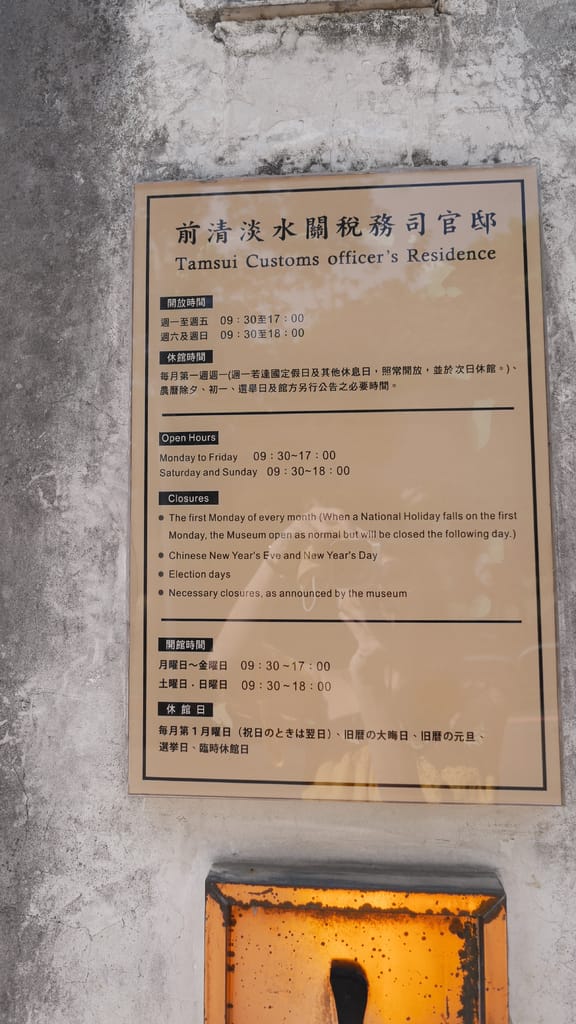 前清淡水關稅務司官邸
Tamsui Customs officer's Residence
開放時間
週一至週五 09：30至17：00
週六及週日 09：30至18：00
休館時間
每月第一週週一(週一若逢國定假日及其他休息日，照常開放，並於次日休館。)、
農曆除夕、初一、選舉日及館方另行公告之必要時間。
Open Hours
Monday to Friday 09：30~17：00
Saturday and Sunday 09：30~18：00
Closures
● The first Monday of every month (When a National Holiday falls on the first
Monday, the Museum open as normal but will be closed the following day.)
● Chinese New Year's Eve and New Year's Day
● Election days
● Necessary closures, as announced by the museum
開館時間
月曜日～金曜日 09：30～17：00
土曜日・日曜日 09：30～18：00
休館日
毎月第１月曜日（祝日のときは翌日）、旧暦の大晦日、旧暦の元旦、
選挙日、臨時休館日